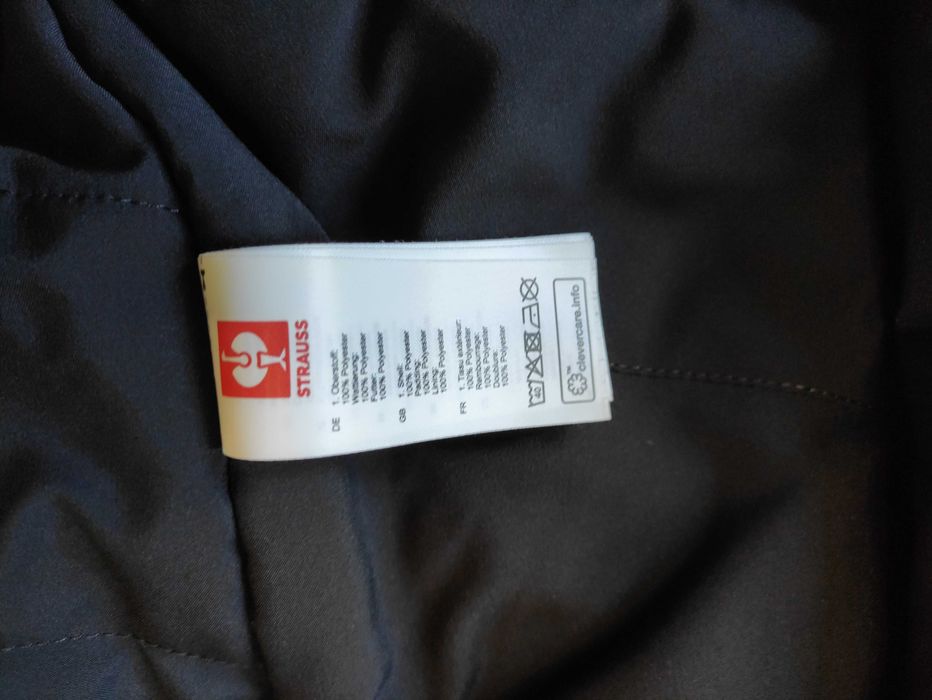 STRAUSS
DE 1. Oberstoff:
100% Polyester
Wattierung:
100% Polyester
Futter:
100% Polyester
GB 1. Shell:
100% Polyester
Padding:
100% Polyester
Lining:
100% Polyester
FR 1. Tissu extérieur:
100% Polyester
Rembourrage:
100% Polyester
Doublure:
100% Polyester
40
™
clevercare.info